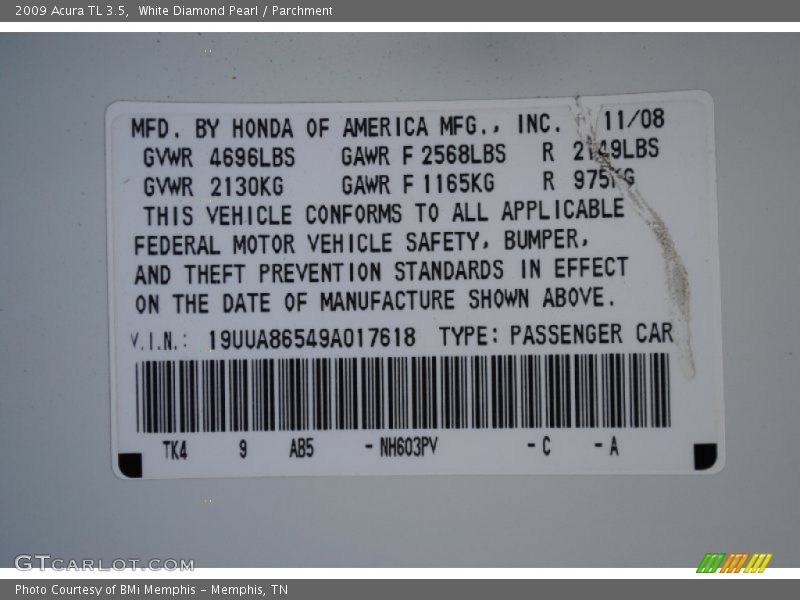 2009 Acura TL 3.5,  White Diamond Pearl / Parchment
MFD. BY HONDA OF AMERICA MFG., INC. 11/08
GVWR 4696LBS GAWR F 2568LBS R 2149LBS
GVWR 2130KG GAWR F 1165KG R 975KG
THIS VEHICLE CONFORMS TO ALL APPLICABLE
FEDERAL MOTOR VEHICLE SAFETY, BUMPER,
AND THEFT PREVENTION STANDARDS IN EFFECT
ON THE DATE OF MANUFACTURE SHOWN ABOVE.
V.I.N.: 19UUA86549A017618 TYPE: PASSENGER CAR
TK4 9 AB5 - NH603PV - C - A
GTCARLOT.COM
Photo Courtesy of BMi Memphis – Memphis, TN